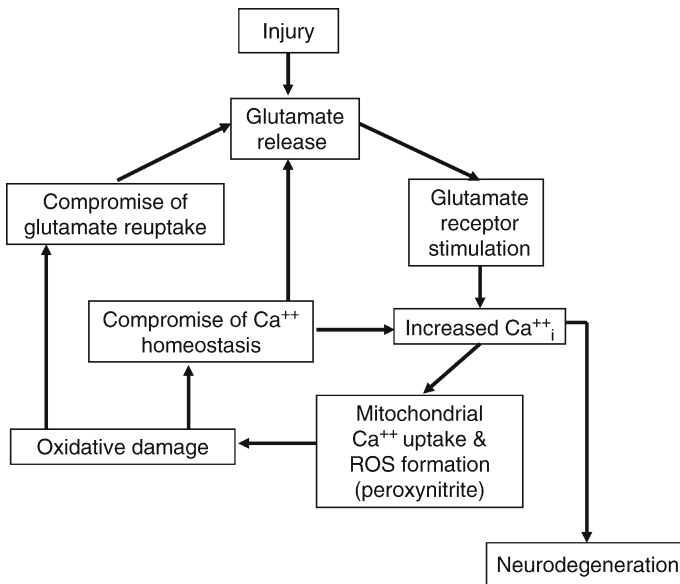 Injury
Glutamate
release
Compromise of
glutamate reuptake
Glutamate
receptor
stimulation
Compromise of Ca++
homeostasis
Increased Ca++i
Mitochondrial
Ca++ uptake &
ROS formation
(peroxynitrite)
Oxidative damage
Neurodegeneration